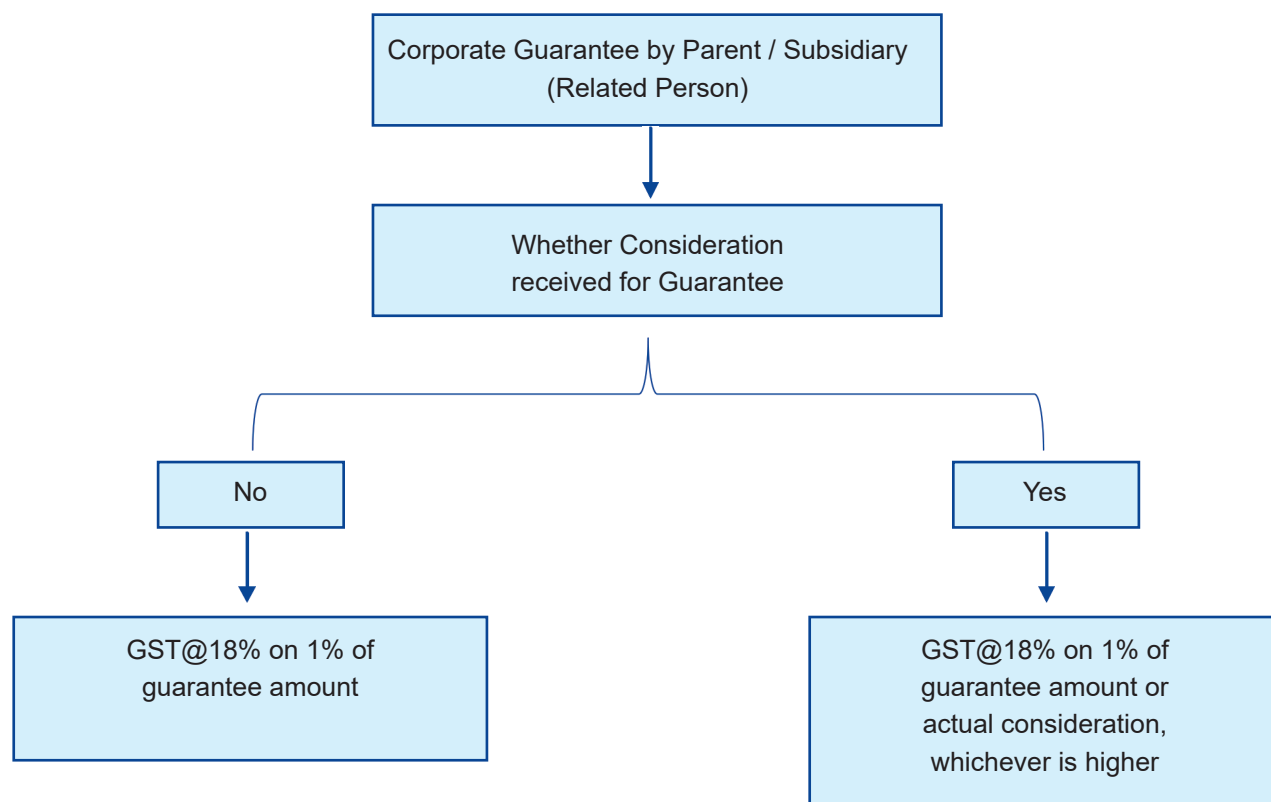 Corporate Guarantee by Parent / Subsidiary
(Related Person)
Whether Consideration
received for Guarantee
No
Yes
GST@18% on 1% of
guarantee amount
GST@18% on 1% of
guarantee amount or
actual consideration,
whichever is higher